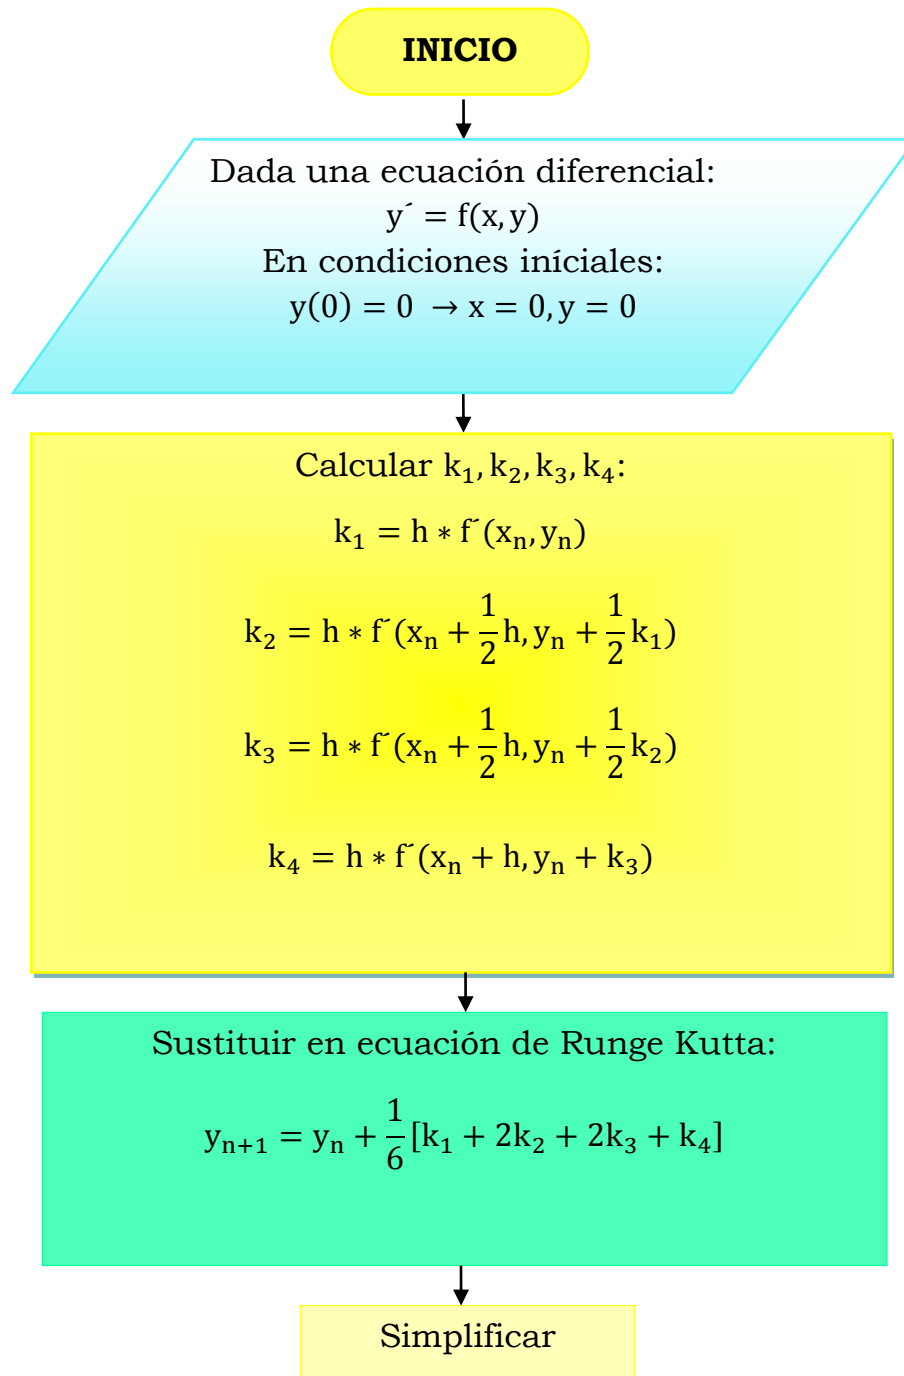 INICIO
Dada una ecuación diferencial:
y´ = f(x, y)
En condiciones iníciales:
y(0) = 0 → x = 0, y = 0
Calcular k₁, k₂, k₃, k₄:
k₁ = h ∗ f´(xₙ, yₙ)
k₂ = h ∗ f´(xₙ + 1/2 h, yₙ + 1/2 k₁)
k₃ = h ∗ f´(xₙ + 1/2 h, yₙ + 1/2 k₂)
k₄ = h ∗ f´(xₙ + h, yₙ + k₃)
Sustituir en ecuación de Runge Kutta:
yₙ₊₁ = yₙ + 1/6 [k₁ + 2k₂ + 2k₃ + k₄]
Simplificar